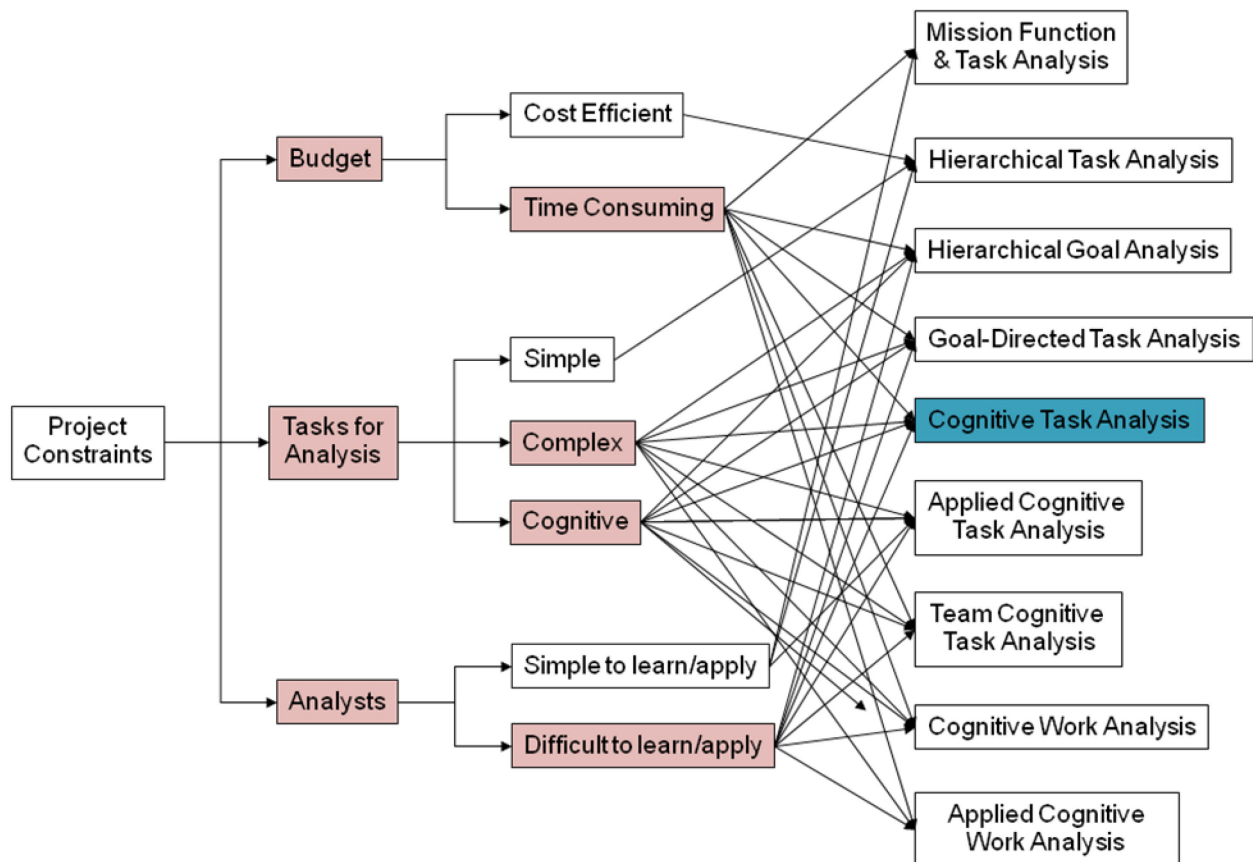 Project
Constraints
Budget
Tasks for
Analysis
Analysts
Cost Efficient
Time Consuming
Simple
Complex
Cognitive
Simple to learn/apply
Difficult to learn/apply
Mission Function
& Task Analysis
Hierarchical Task Analysis
Hierarchical Goal Analysis
Goal-Directed Task Analysis
Cognitive Task Analysis
Applied Cognitive
Task Analysis
Team Cognitive
Task Analysis
Cognitive Work Analysis
Applied Cognitive
Work Analysis